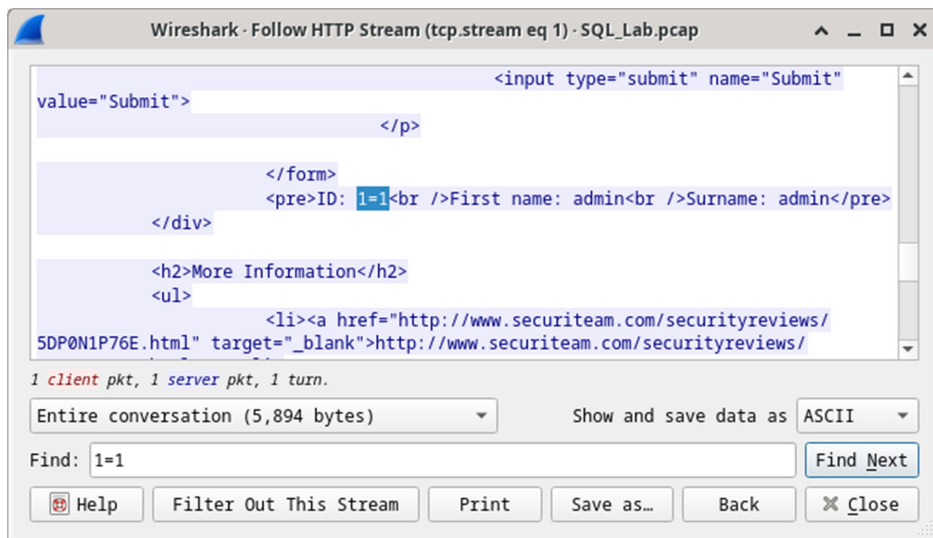 Wireshark · Follow HTTP Stream (tcp.stream eq 1) · SQL_Lab.pcap
<input type="submit" name="Submit"
value="Submit">
</p>
</form>
<pre>ID: 1=1<br />First name: admin<br />Surname: admin</pre>
</div>
<h2>More Information</h2>
<ul>
<li><a href="http://www.securiteam.com/securityreviews/
5DP0N1P76E.html" target="_blank">http://www.securiteam.com/securityreviews/
1 client pkt, 1 server pkt, 1 turn.
Entire conversation (5,894 bytes)
Show and save data as ASCII
Find: 1=1
Find Next
Help
Filter Out This Stream
Print
Save as…
Back
Close